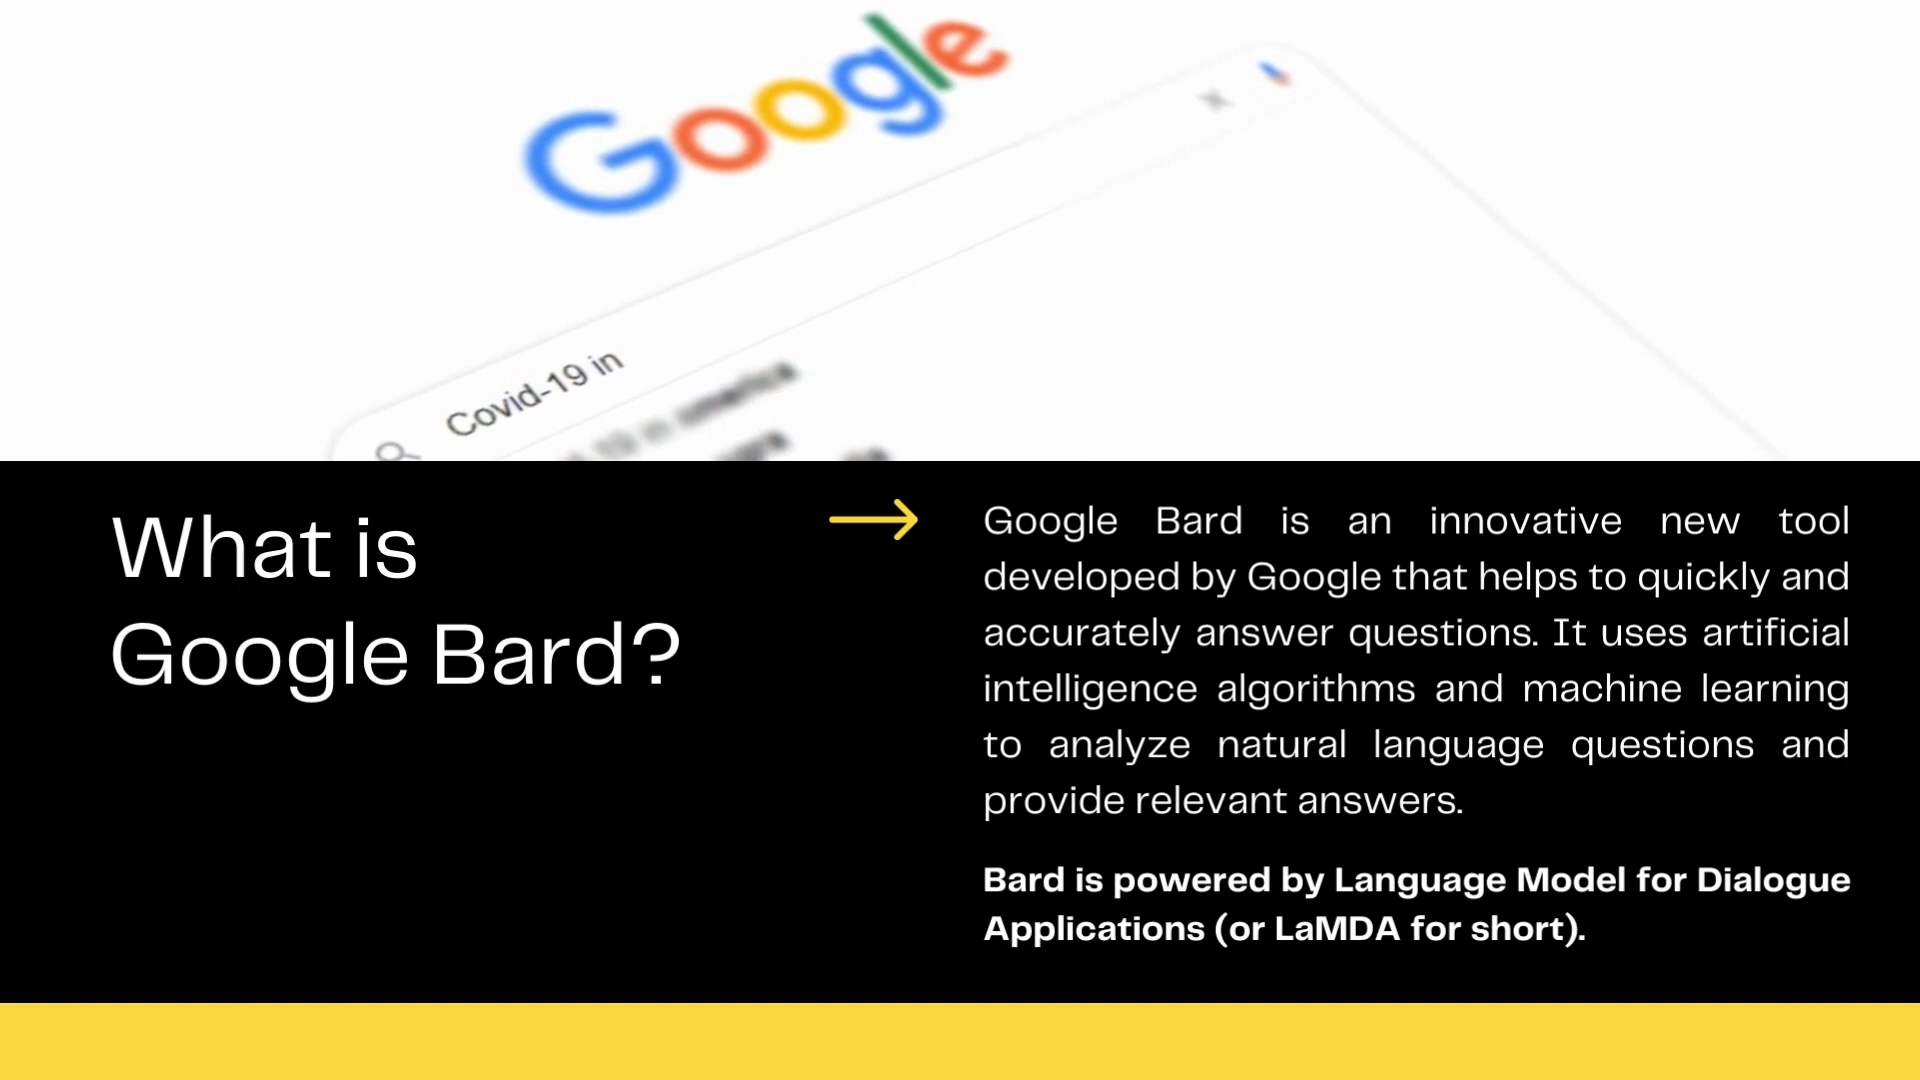 Google
Covid-19 in
What is
Google Bard?
Google Bard is an innovative new tool
developed by Google that helps to quickly and
accurately answer questions. It uses artificial
intelligence algorithms and machine learning
to analyze natural language questions and
provide relevant answers.
Bard is powered by Language Model for Dialogue
Applications (or LaMDA for short).